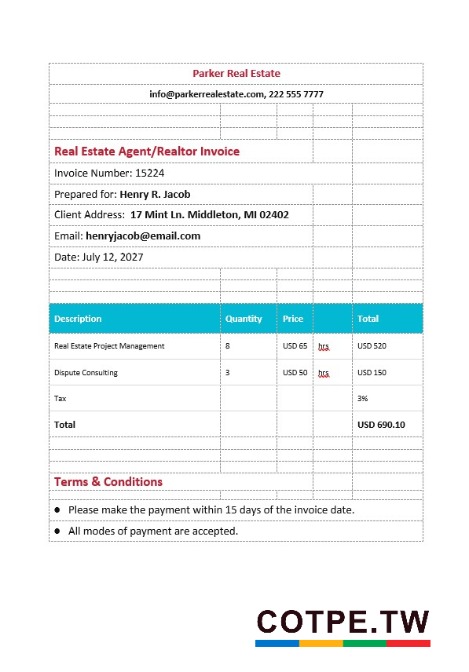 Parker Real Estate
info@parkerrealestate.com, 222 555 7777
Real Estate Agent/Realtor Invoice
Invoice Number: 15224
Prepared for: Henry R. Jacob
Client Address: 17 Mint Ln. Middleton, MI 02402
Email: henryjacob@email.com
Date: July 12, 2027
Description Quantity Price Total
Real Estate Project Management 8 USD 65 hrs USD 520
Dispute Consulting 3 USD 50 hrs USD 150
Tax 3%
Total USD 690.10
Terms & Conditions
● Please make the payment within 15 days of the invoice date.
● All modes of payment are accepted.
COTPE.TW